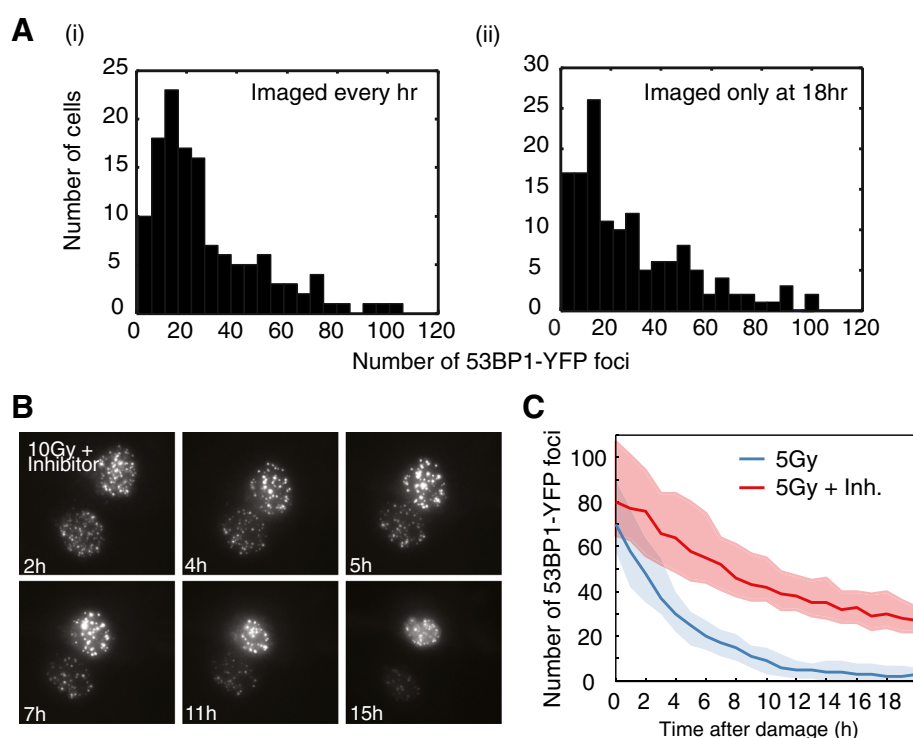 A
(i)
(ii)
25
20
15
10
5
0
Number of cells
Imaged every hr
0 20 40 60 80 100 120
30
25
20
15
10
5
0
Imaged only at 18hr
0 20 40 60 80 100 120
Number of 53BP1-YFP foci
B
10Gy +
Inhibitor
2h
4h
5h
7h
11h
15h
C
Number of 53BP1-YFP foci
100
80
60
40
20
0
5Gy
5Gy + Inh.
0 2 4 6 8 10 12 14 16 18
Time after damage (h)